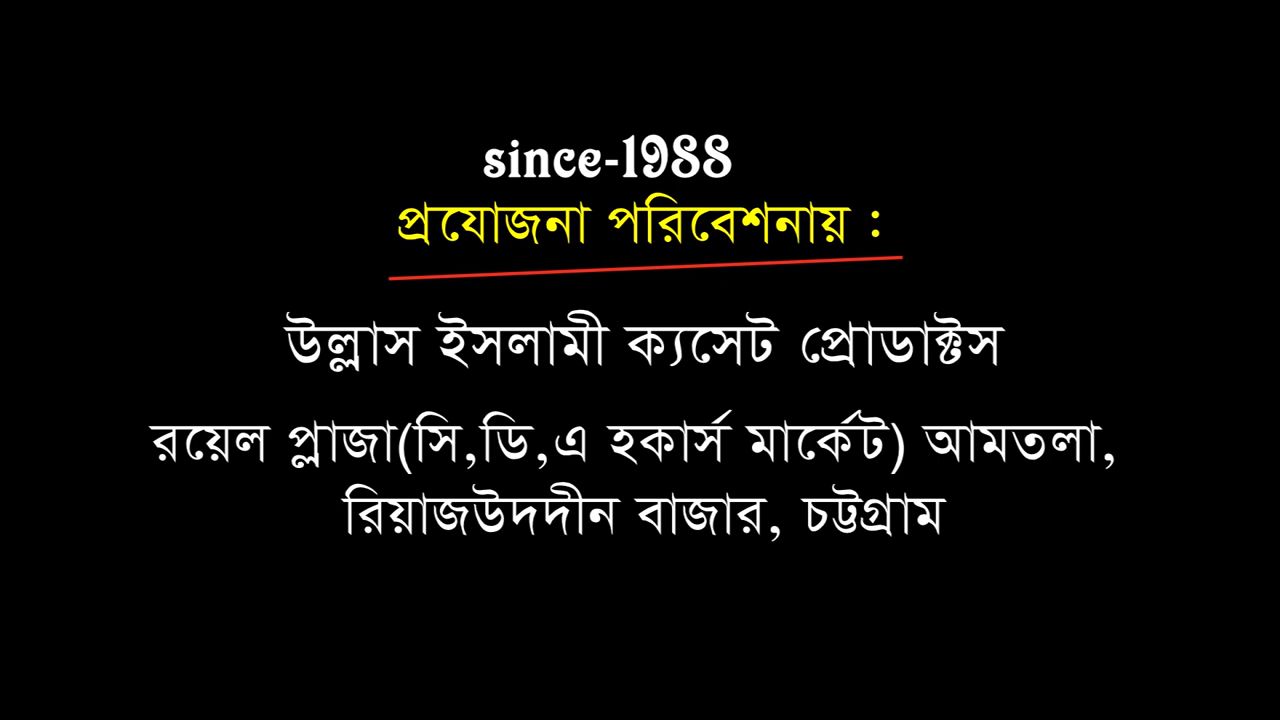 since-1988
প্রযোজনা পরিবেশনায় :
উল্লাস ইসলামী ক্যসেট প্রোডাক্টস
রয়েল প্লাজা(সি,ডি,এ হকার্স মার্কেট) আমতলা,
রিয়াজউদদীন বাজার, চট্টগ্রাম